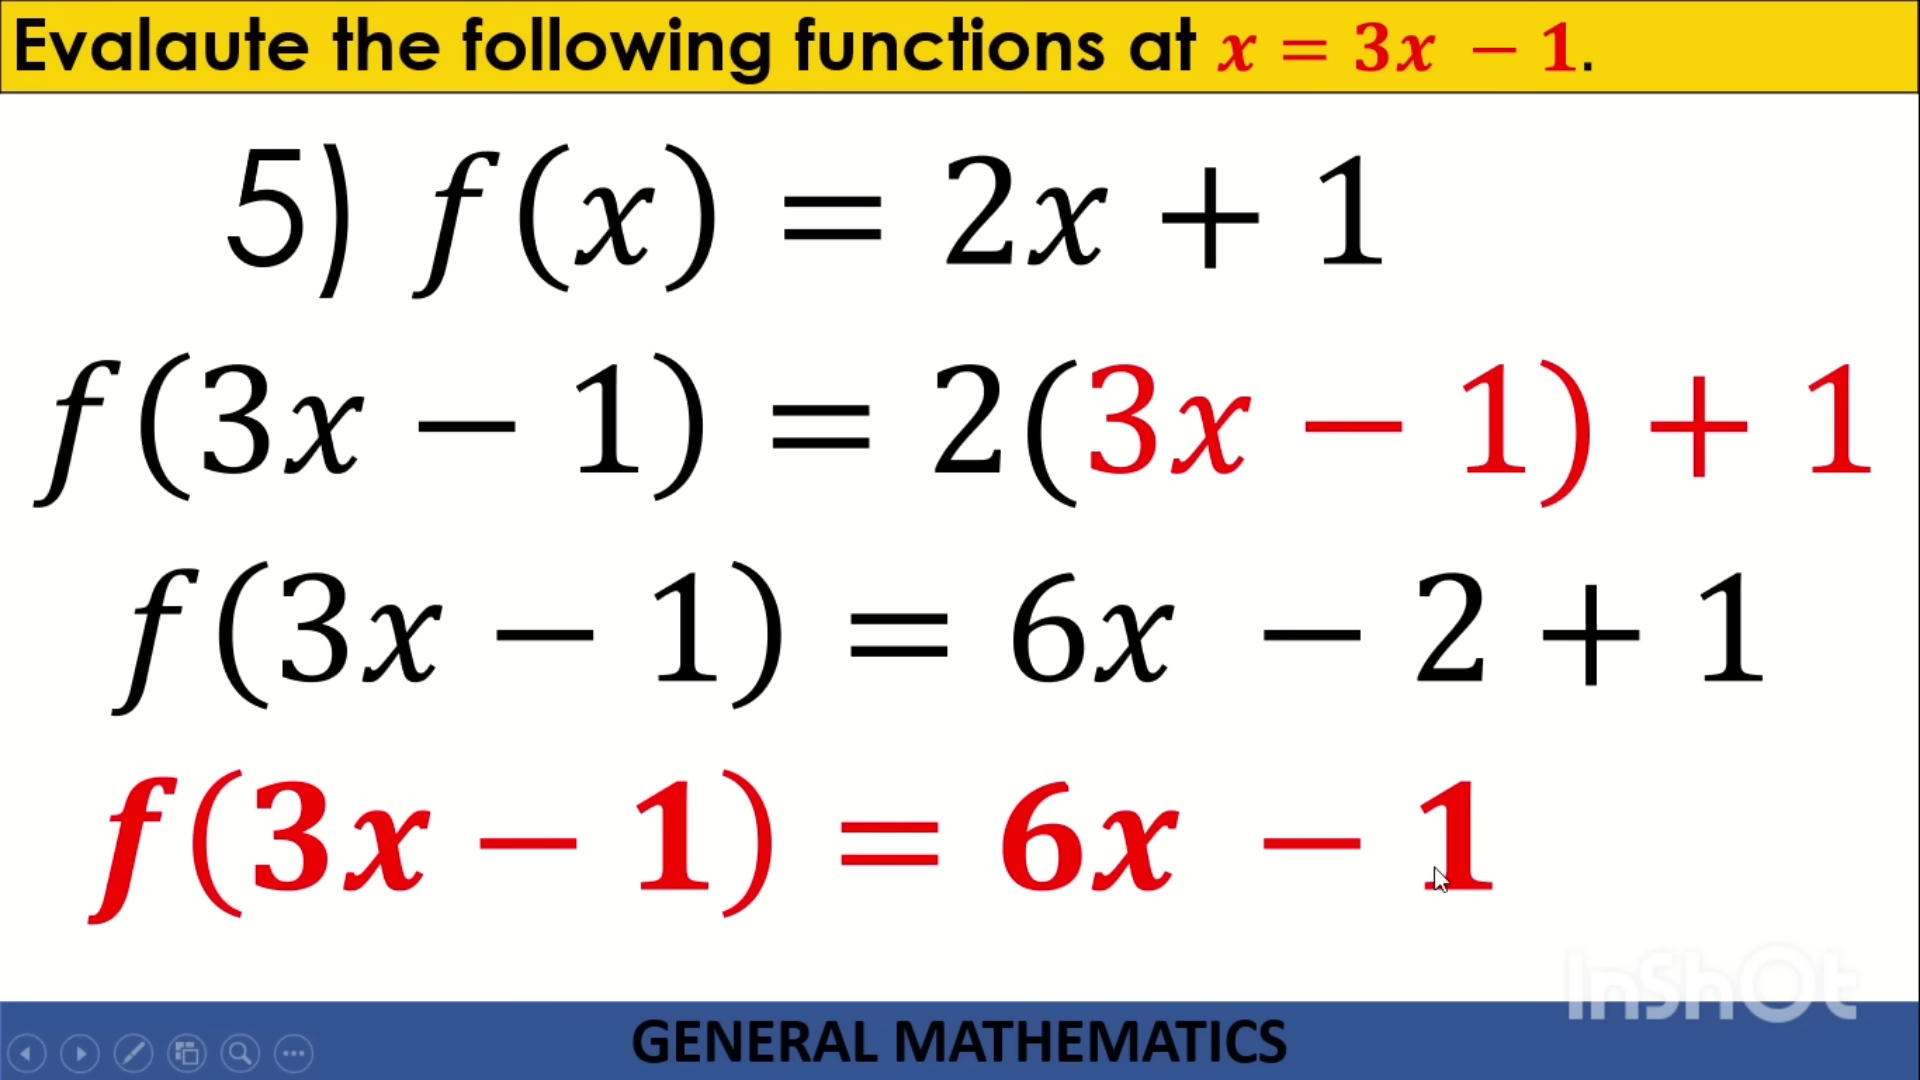 Evalaute the following functions at x = 3x − 1.
5) f(x) = 2x + 1
f(3x − 1) = 2(3x − 1) + 1
f(3x − 1) = 6x − 2 + 1
f(3x − 1) = 6x − 1
InShOt
GENERAL MATHEMATICS